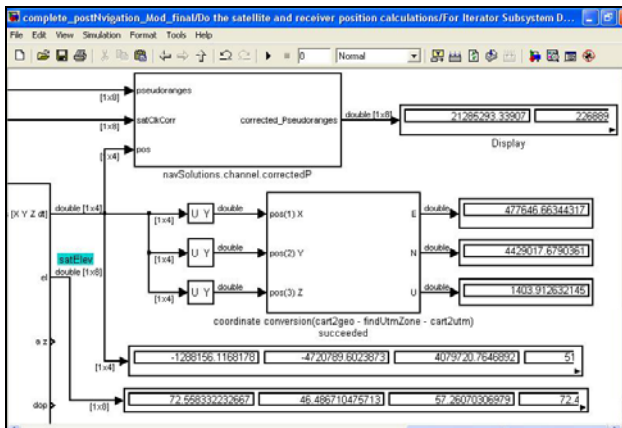 complete_postNvigation_Mod_final/Do the satellite and receiver position calculations/For Iterator Subsystem D...
File Edit View Simulation Format Tools Help
0 Normal
pseudoranges
[1x8]
satClkCorr corrected_Pseudoranges double [1x8] 21285293.33907 226889
[1x8]
Display
pos
[1x4]
navSolutions.channel.correctedP
[X Y Z dt] double [1x4] [1x4] U Y double pos(1) X E double 477646.66344317
satElev
double [1x8]
el
[1x4] U Y double pos(2) Y N double 4429017.6790361
[1x4] U Y double pos(3) Z U double 1403.912632145
coordinate conversion(cart2geo - findUtmZone - cart2utm)
succeeded
az
[1x4] -1288156.1168178 -4720789.6023873 4079720.7646892 51
dop
[1x8] 72.558332232667 46.486710475713 57.26070306979 72.4